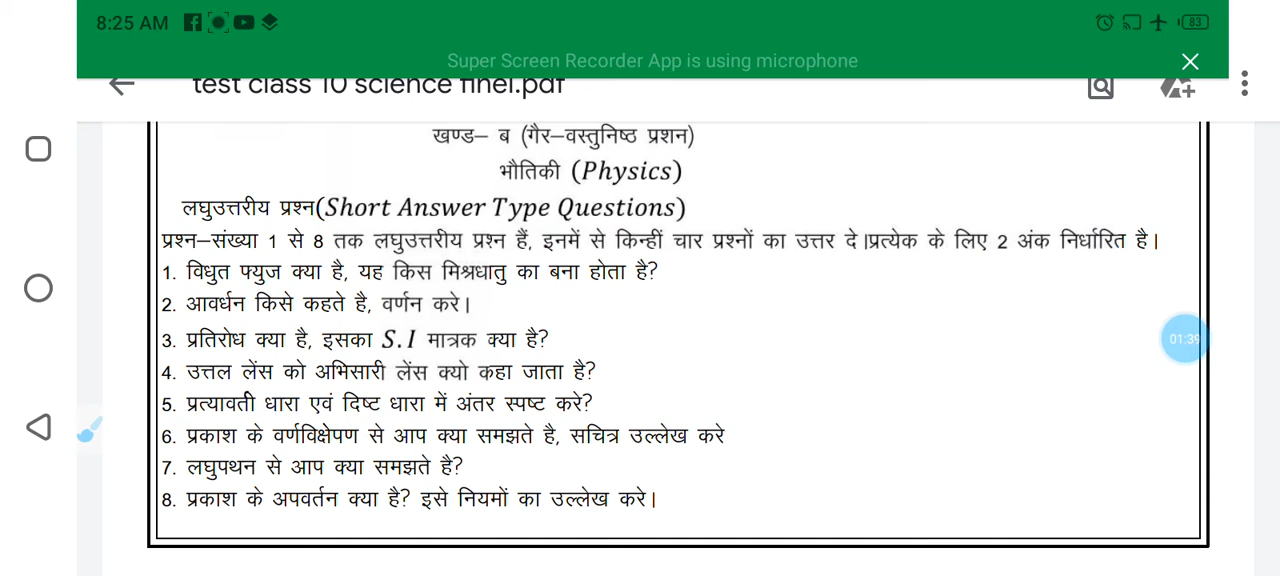 8:25 AM
83
Super Screen Recorder App is using microphone
test class 10 science finel.pdf
खण्ड– ब (गैर–वस्तुनिष्ठ प्रशन)
भौतिकी (Physics)
लघुउत्तरीय प्रश्न(Short Answer Type Questions)
प्रश्न–संख्या 1 से 8 तक लघुउत्तरीय प्रश्न हैं, इनमें से किन्हीं चार प्रश्नों का उत्तर दे।प्रत्येक के लिए 2 अंक निर्धारित है।
1. विधुत फ्युज क्या है, यह किस मिश्रधातु का बना होता है?
2. आवर्धन किसे कहते है, वर्णन करे।
3. प्रतिरोध क्या है, इसका S.I मात्रक क्या है?
01:39
4. उत्तल लेंस को अभिसारी लेंस क्यो कहा जाता है?
5. प्रत्यावती धारा एवं दिष्ट धारा में अंतर स्पष्ट करे?
6. प्रकाश के वर्णविक्षेपण से आप क्या समझते है, सचित्र उल्लेख करे
7. लघुपथन से आप क्या समझते है?
8. प्रकाश के अपवर्तन क्या है? इसे नियमों का उल्लेख करे।